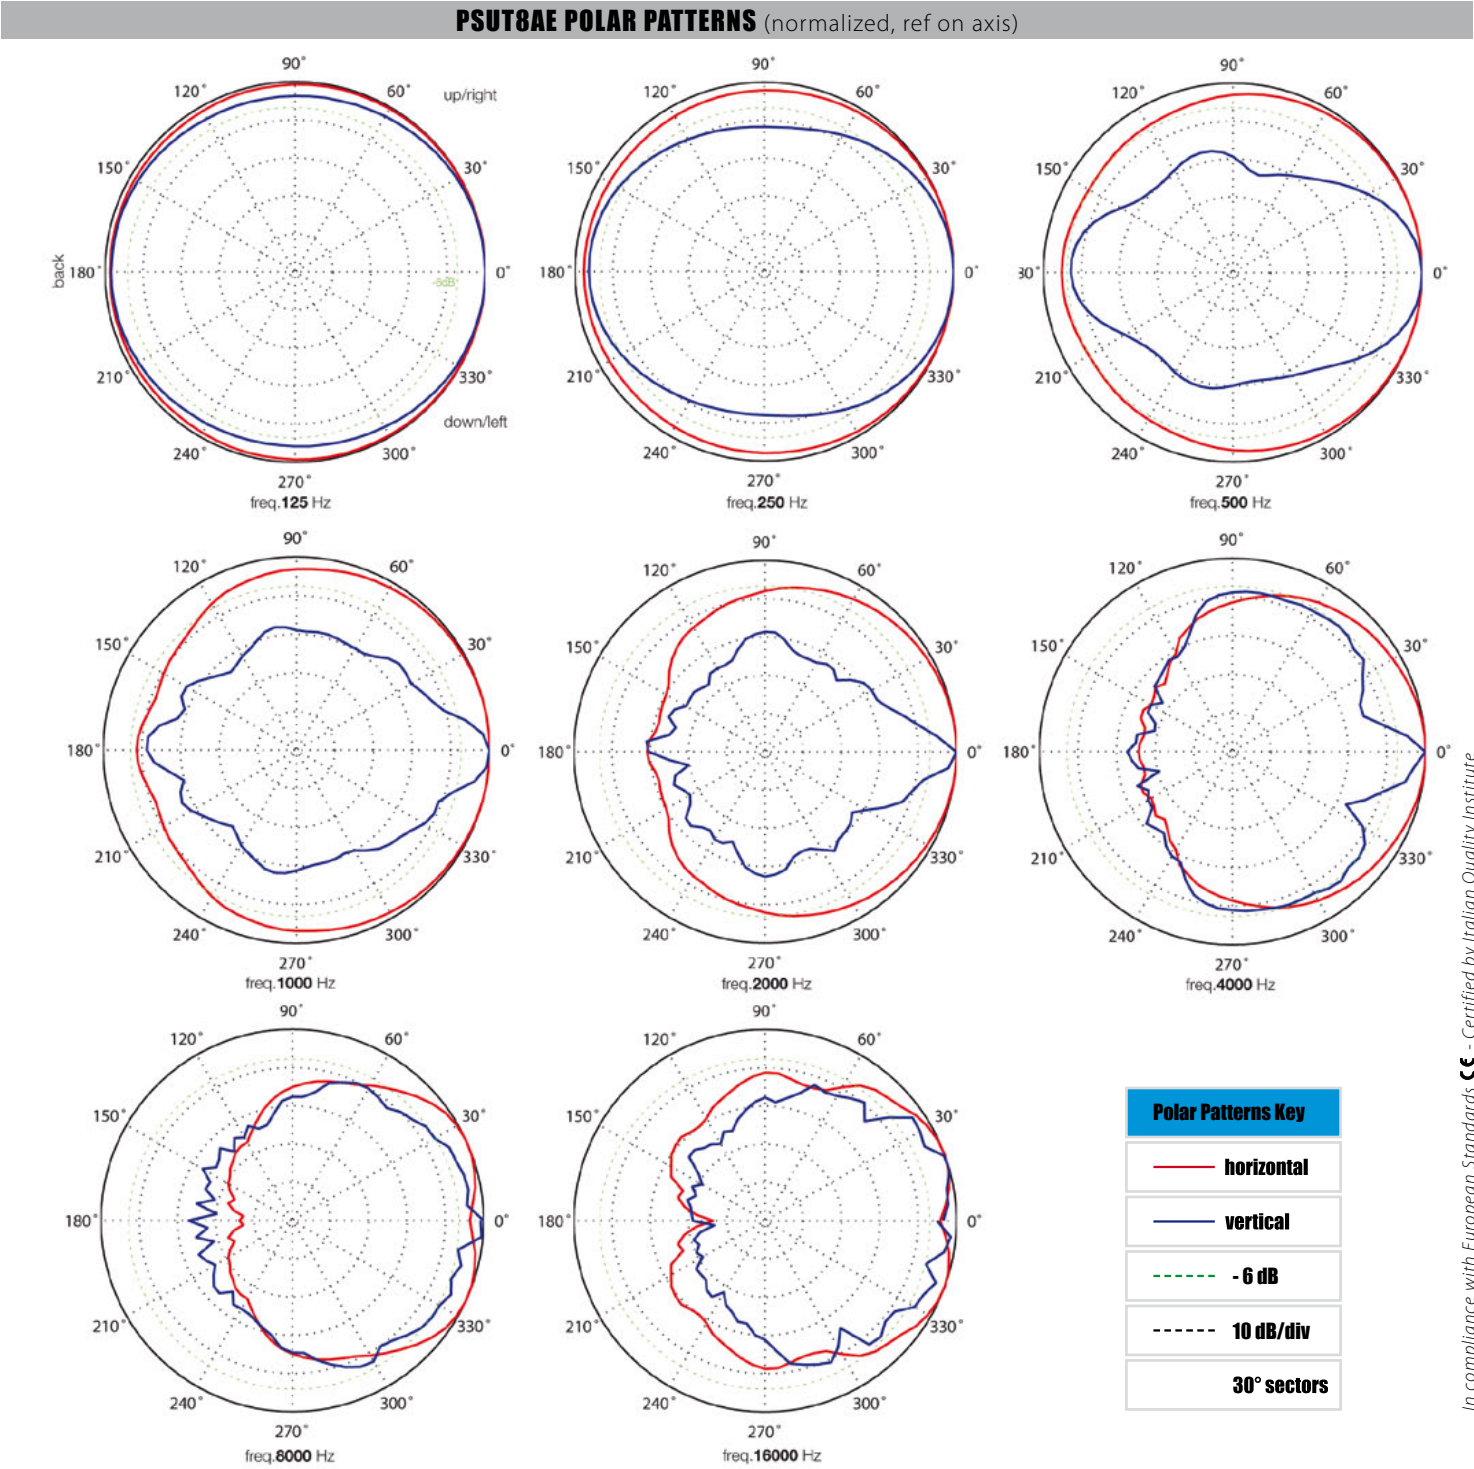 PSUT8AE POLAR PATTERNS (normalized, ref on axis)
90°
120° 60° up/right
150° 30°
back 180° 0°
-6dB
210° 330°
down/left
240° 300°
270°
freq.125 Hz
90°
120° 60°
150° 30°
180° 0°
210° 330°
240° 300°
270°
freq.250 Hz
90°
120° 60°
150° 30°
30° 0°
210° 330°
240° 300°
270°
freq.500 Hz
90°
120° 60°
150° 30°
180° 0°
210° 330°
240° 300°
270°
freq.1000 Hz
90°
120° 60°
150° 30°
180° 0°
210° 330°
240° 300°
270°
freq.2000 Hz
90°
120° 60°
150° 30°
180° 0°
210° 330°
240° 300°
270°
freq.4000 Hz
90°
120° 60°
150° 30°
180° 0°
210° 330°
240° 300°
270°
freq.8000 Hz
90°
120° 60°
150° 30°
180° 0°
210° 330°
240° 300°
270°
freq.16000 Hz
Polar Patterns Key
horizontal
vertical
- 6 dB
10 dB/div
30° sectors
In compliance with European Standards CE - Certified by Italian Quality Institute